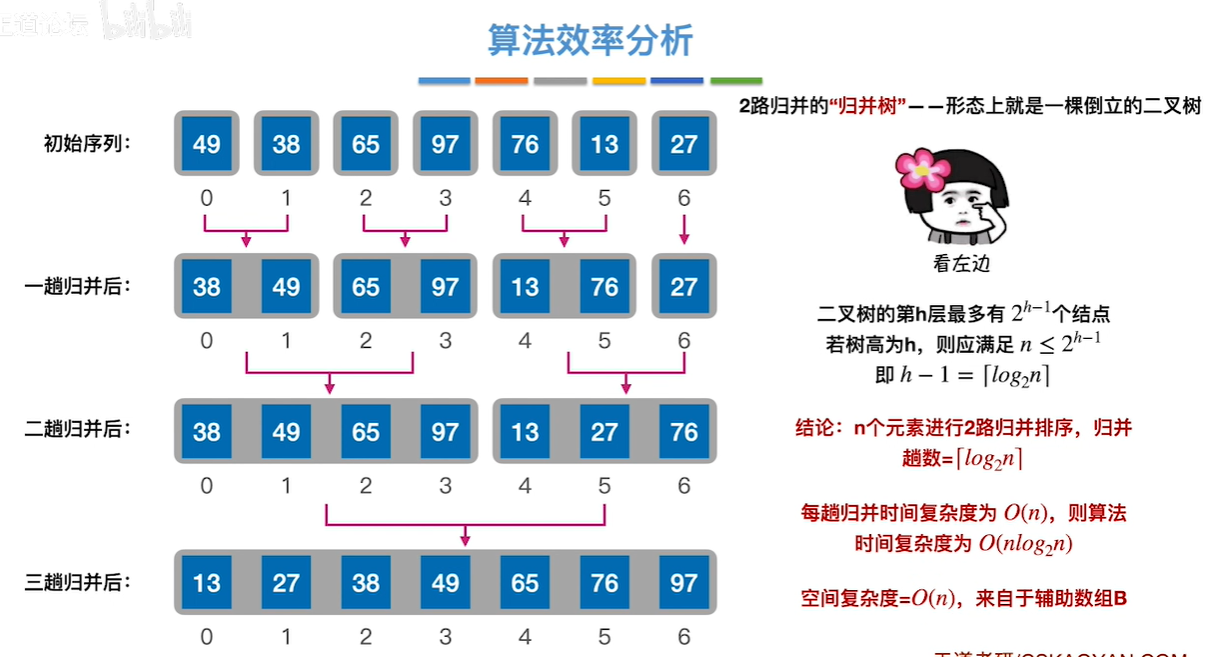 王道论坛 bilibili
算法效率分析
2路归并的“归并树”——形态上就是一棵倒立的二叉树
初始序列： 49 38 65 97 76 13 27
0 1 2 3 4 5 6
看左边
一趟归并后： 38 49 65 97 13 76 27
0 1 2 3 4 5 6
二叉树的第h层最多有 2^{h−1}个结点
若树高为h，则应满足 n ≤ 2^{h−1}
即 h − 1 = ⌈log₂n⌉
二趟归并后： 38 49 65 97 13 27 76
0 1 2 3 4 5 6
结论：n个元素进行2路归并排序，归并
趟数=⌈log₂n⌉
每趟归并时间复杂度为 O(n)，则算法
时间复杂度为 O(nlog₂n)
三趟归并后： 13 27 38 49 65 76 97
0 1 2 3 4 5 6
空间复杂度=O(n)，来自于辅助数组B
王道考研/CSKAOYAN.COM